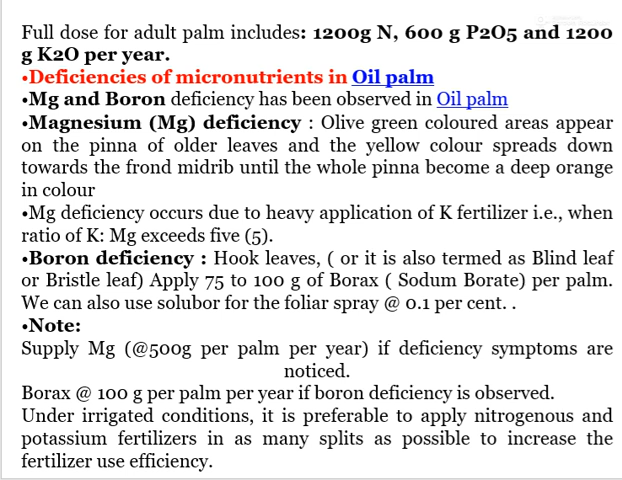 Full dose for adult palm includes: 1200g N, 600 g P2O5 and 1200
g K2O per year.
•Deficiencies of micronutrients in Oil palm
•Mg and Boron deficiency has been observed in Oil palm
•Magnesium (Mg) deficiency : Olive green coloured areas appear
on the pinna of older leaves and the yellow colour spreads down
towards the frond midrib until the whole pinna become a deep orange
in colour
•Mg deficiency occurs due to heavy application of K fertilizer i.e., when
ratio of K: Mg exceeds five (5).
•Boron deficiency : Hook leaves, ( or it is also termed as Blind leaf
or Bristle leaf) Apply 75 to 100 g of Borax ( Sodum Borate) per palm.
We can also use solubor for the foliar spray @ 0.1 per cent. .
•Note:
Supply Mg (@500g per palm per year) if deficiency symptoms are
noticed.
Borax @ 100 g per palm per year if boron deficiency is observed.
Under irrigated conditions, it is preferable to apply nitrogenous and
potassium fertilizers in as many splits as possible to increase the
fertilizer use efficiency.